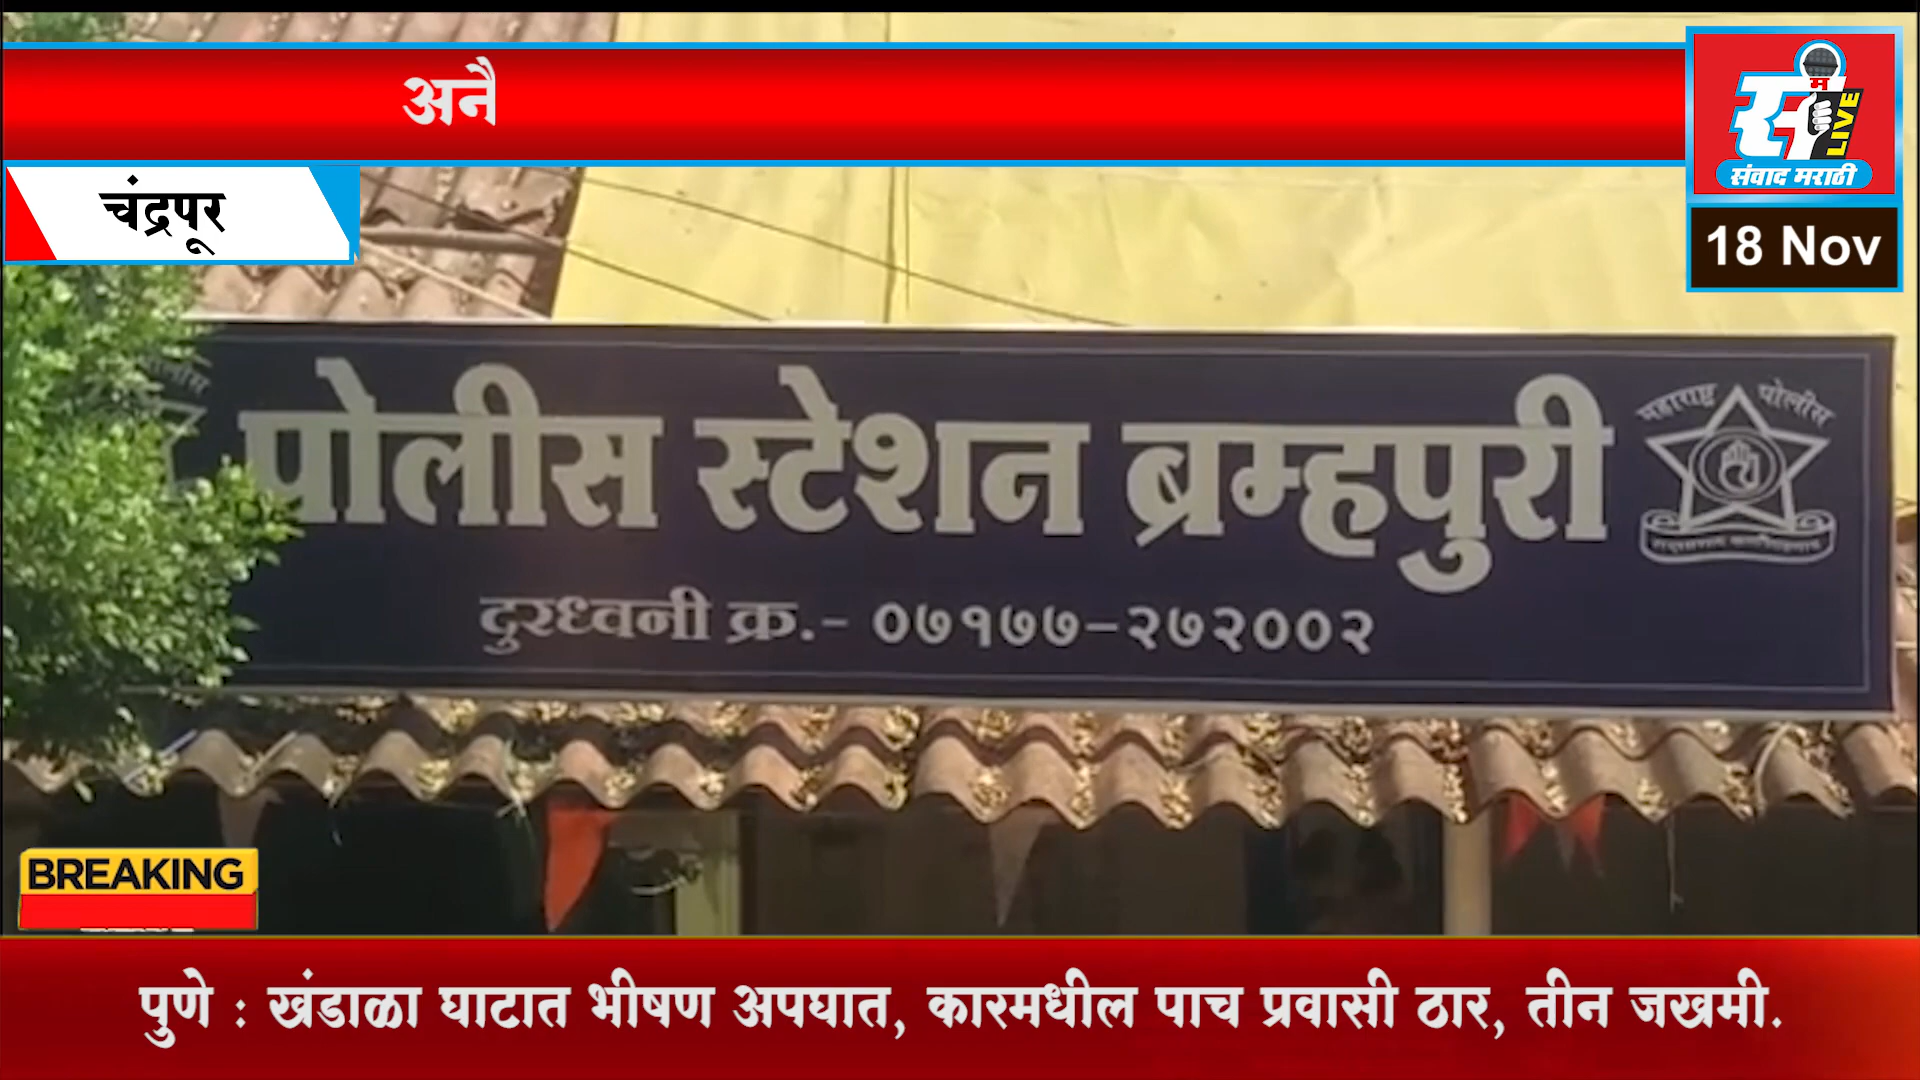 अनै
स म LIVE
संवाद मराठी
चंद्रपूर
18 Nov
पोलीस स्टेशन ब्रम्हपुरी
महाराष्ट्र पोलीस
दुरध्वनी क्र.- ०७१७७-२७२००२
BREAKING
पुणे : खंडाळा घाटात भीषण अपघात, कारमधील पाच प्रवासी ठार, तीन जखमी.